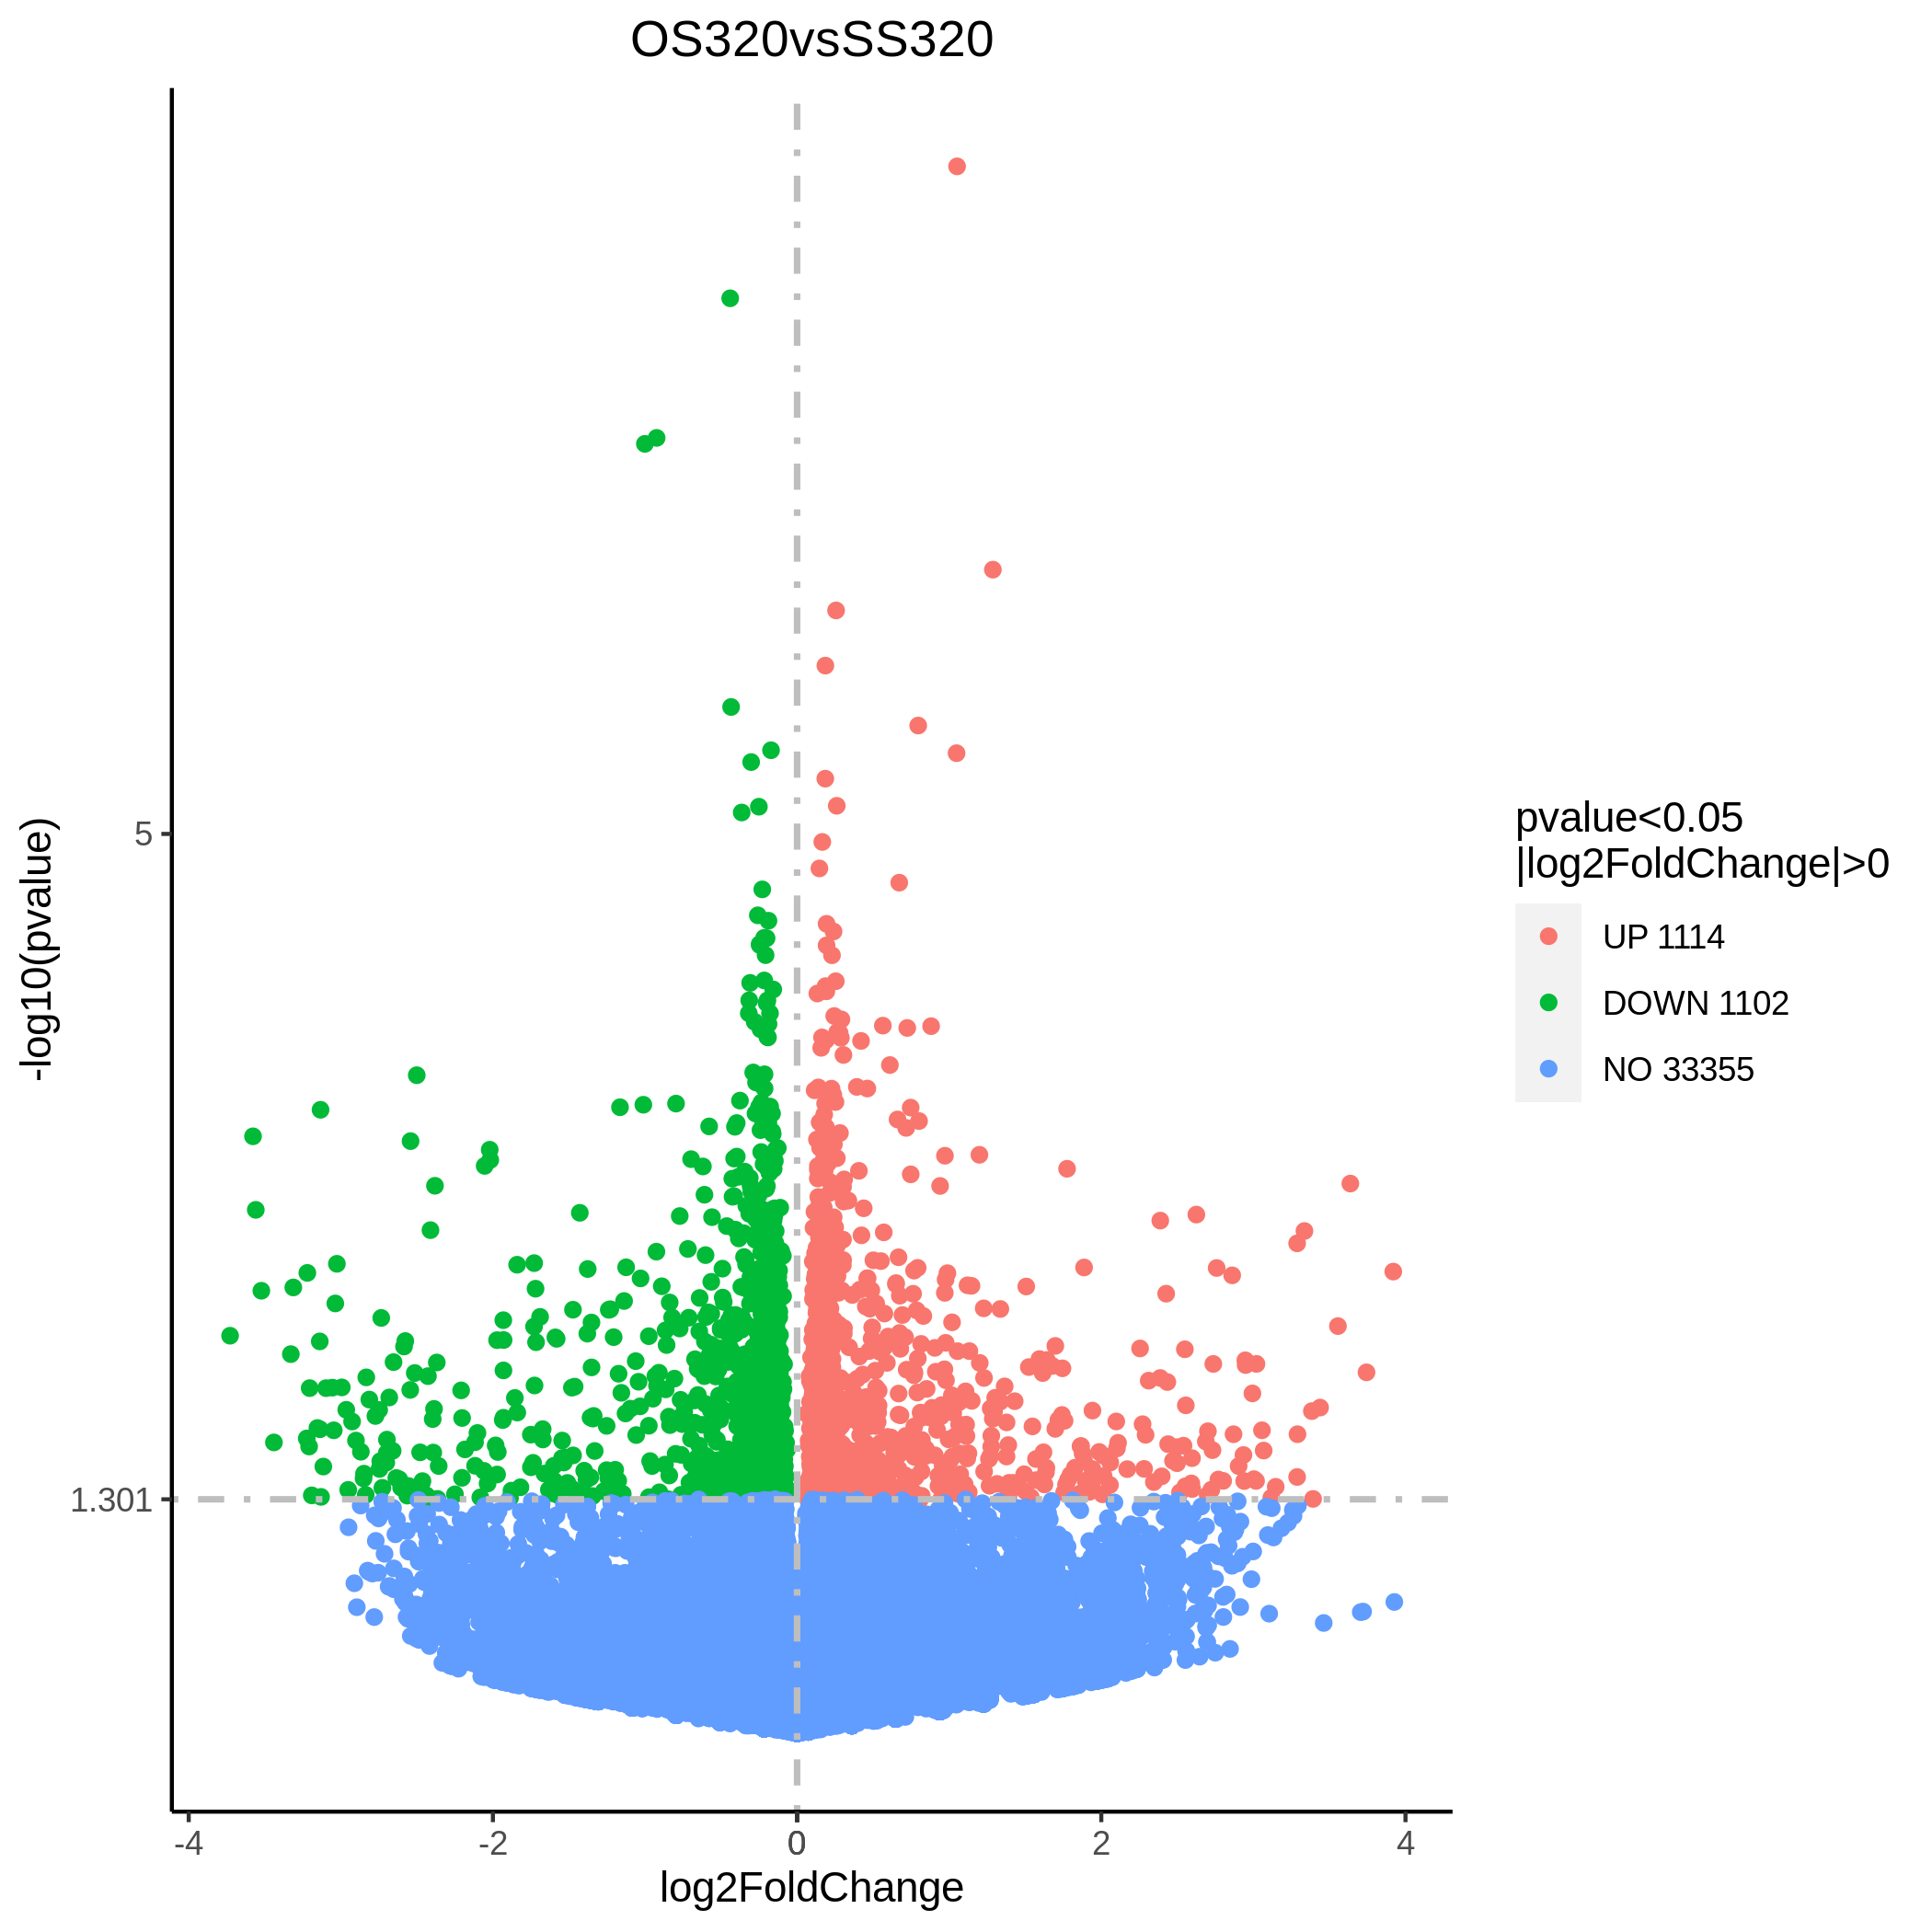 OS320vsSS320
-log10(pvalue)
5
1.301
-4
-2
0
2
4
log2FoldChange
pvalue<0.05
|log2FoldChange|>0
UP 1114
DOWN 1102
NO 33355